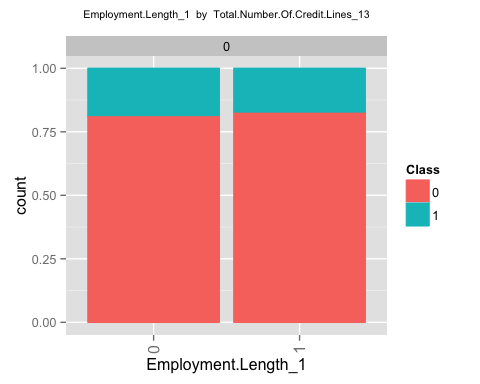 Employment.Length_1 by Total.Number.Of.Credit.Lines_13
0
1.00
0.75
0.50
0.25
0.00
count
0
1
Employment.Length_1
Class
0
1